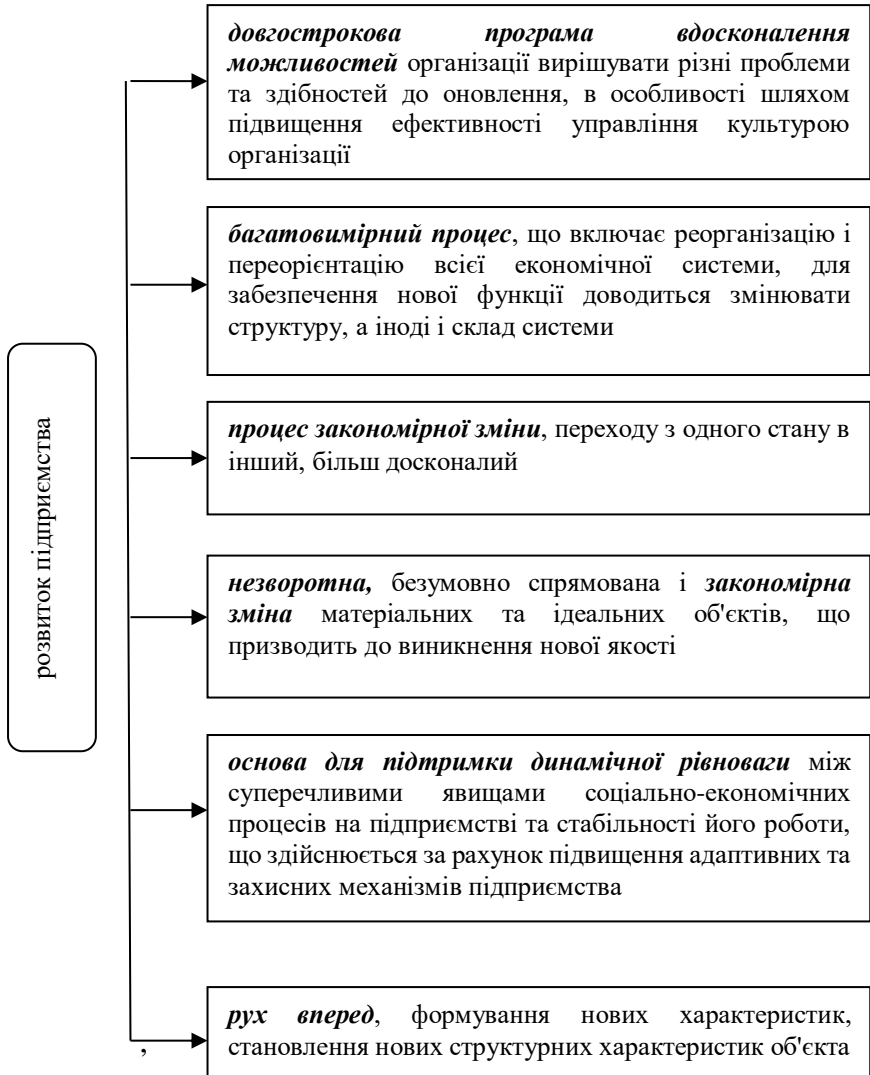 довгострокова програма вдосконалення
можливостей організації вирішувати різні проблеми
та здібностей до оновлення, в особливості шляхом
підвищення ефективності управління культурою
організації
багатовимірний процес, що включає реорганізацію і
переорієнтацію всієї економічної системи, для
забезпечення нової функції доводиться змінювати
структуру, а іноді і склад системи
розвиток підприємства
процес закономірної зміни, переходу з одного стану в
інший, більш досконалий
незворотна, безумовно спрямована і закономірна
зміна матеріальних та ідеальних об'єктів, що
призводить до виникнення нової якості
основа для підтримки динамічної рівноваги між
суперечливими явищами соціально-економічних
процесів на підприємстві та стабільності його роботи,
що здійснюється за рахунок підвищення адаптивних та
захисних механізмів підприємства
рух вперед, формування нових характеристик,
становлення нових структурних характеристик об'єкта
,